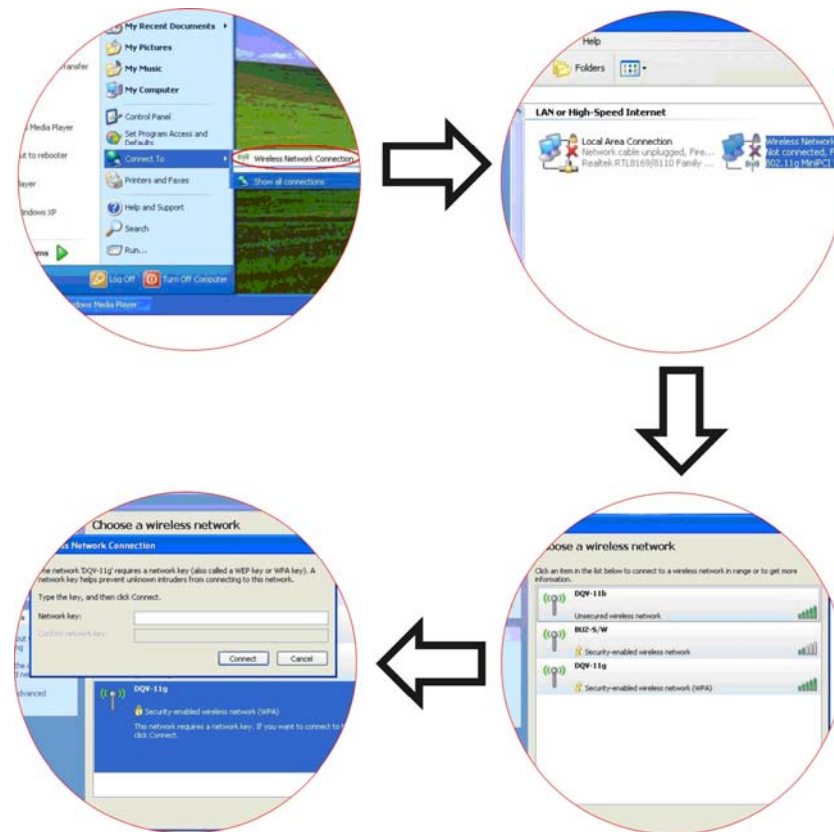 My Recent Documents
My Pictures
My Music
My Computer
Control Panel
Set Program Access and
Defaults
Connect To
Printers and Faxes
Help and Support
Search
Run...
Log Off
Turn Off Computer
Media Player
to rebooter
Windows Media Player
Wireless Network Connection
Show all connections
Help
Folders
LAN or High-Speed Internet
Local Area Connection
Network cable unplugged, Fire...
Realtek RTL8169/8110 Family ...
Wireless Network
Not connected, F
802.11g MiniPCI
Choose a wireless network
Click an item in the list below to connect to a wireless network in range or to get more
information.
DQV-11b
Unsecured wireless network
BU2-S/W
Security-enabled wireless network
DQV-11g
Security-enabled wireless network (WPA)
Choose a wireless network
Network Connection
The network 'DQV-11g' requires a network key (also called a WEP key or WPA key). A
network key helps prevent unknown intruders from connecting to this network.
Type the key, and then click Connect.
Network key:
Confirm network key:
Connect
Cancel
DQV-11g
Security-enabled wireless network (WPA)
This network requires a network key. If you want to connect to
click Connect.